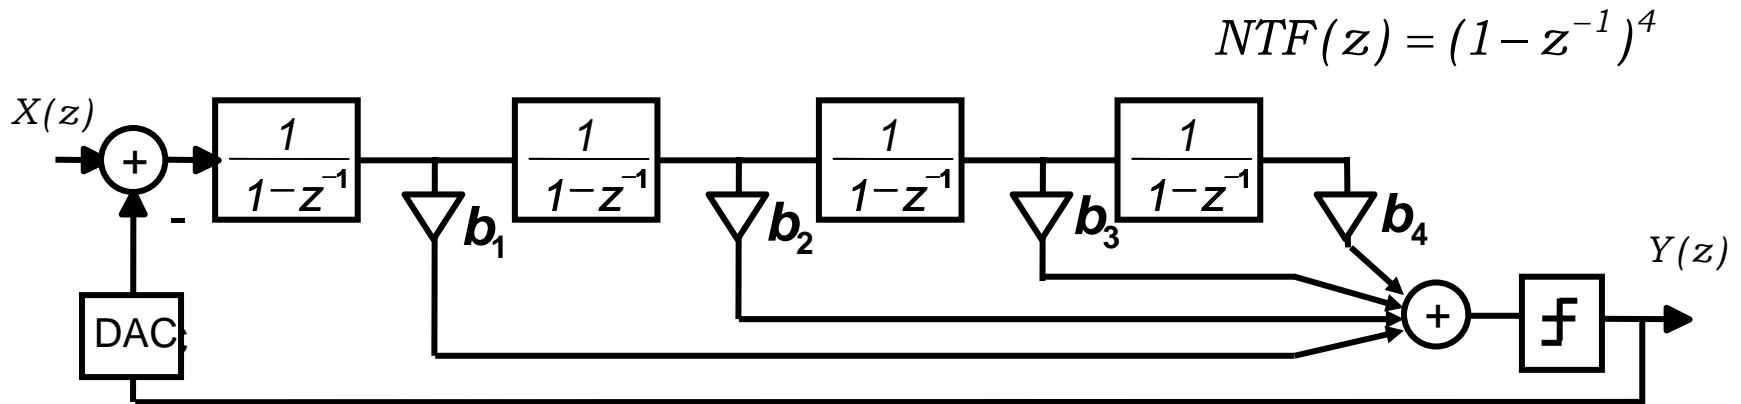 NTF(z) = (1 − z⁻¹)⁴
X(z)
+
1
1−z⁻¹
1
1−z⁻¹
1
1−z⁻¹
1
1−z⁻¹
-
b₁
b₂
b₃
b₄
Y(z)
+
DAC